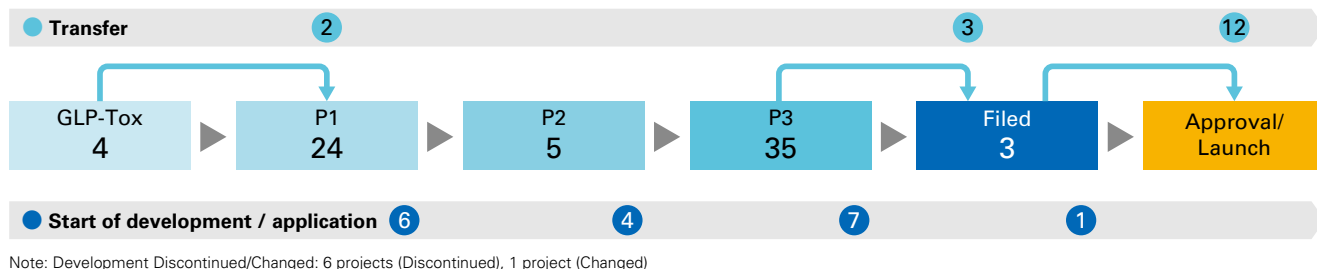 Transfer 2 3 12
GLP-Tox
4
P1
24
P2
5
P3
35
Filed
3
Approval/
Launch
Start of development / application 6 4 7 1
Note: Development Discontinued/Changed: 6 projects (Discontinued), 1 project (Changed)